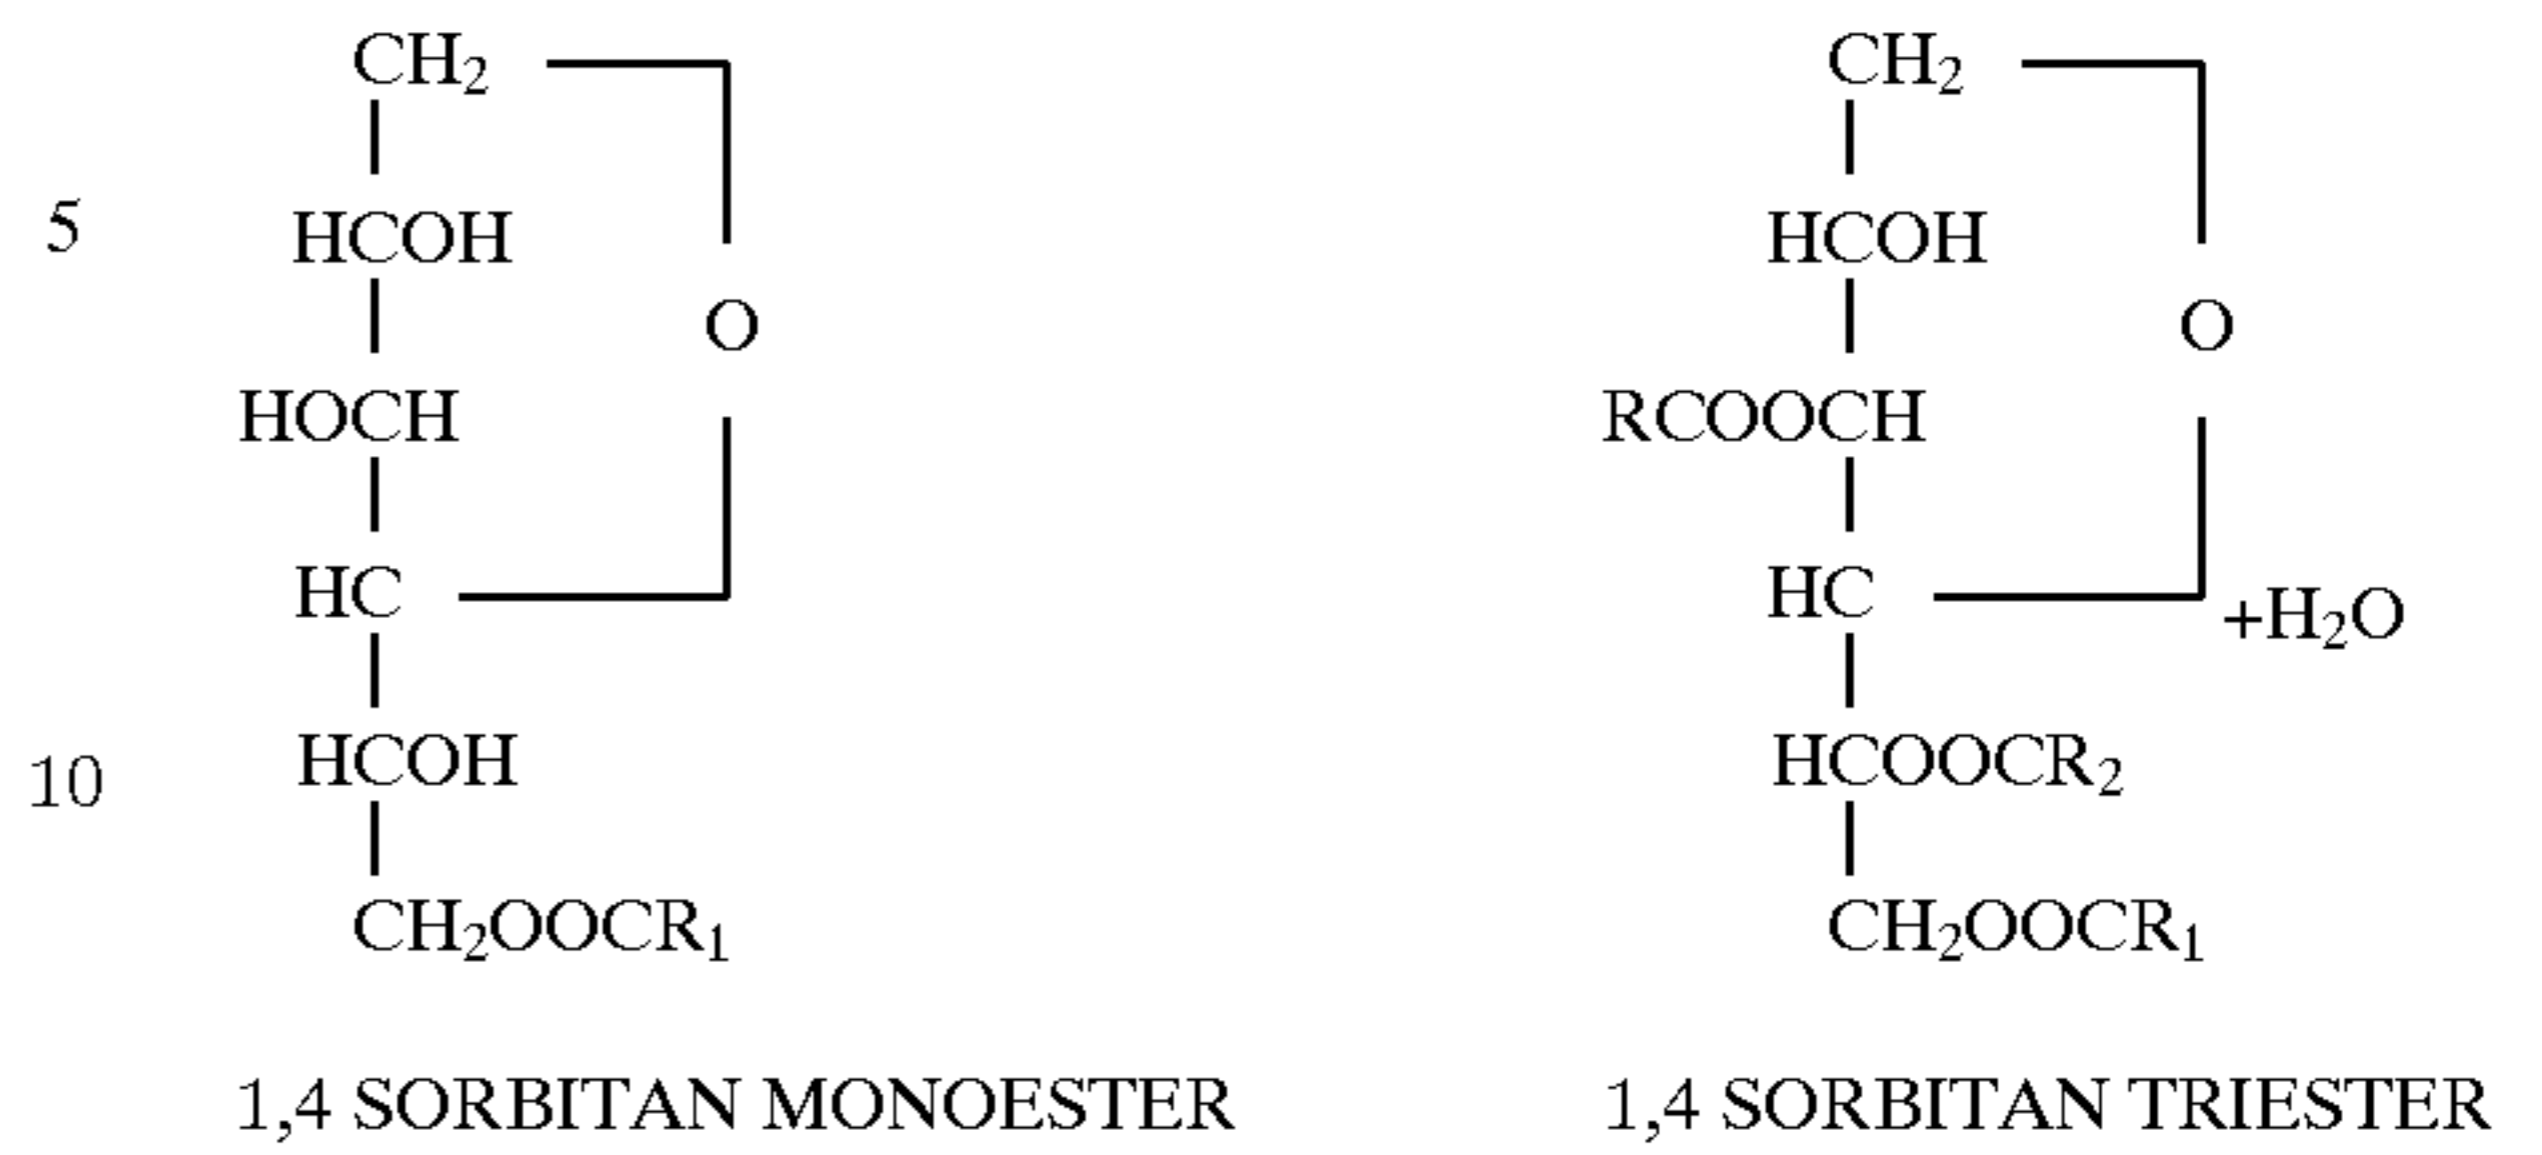 CH₂ CH₂
5 HCOH HCOH
O O
HOCH RCOOCH
HC HC +H₂O
10 HCOH HCOOCR₂
CH₂OOCR₁ CH₂OOCR₁
1,4 SORBITAN MONOESTER 1,4 SORBITAN TRIESTER